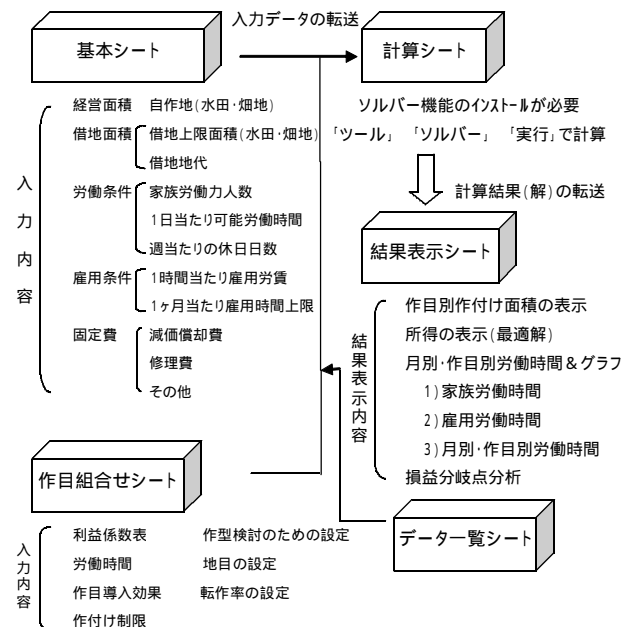 入力データの転送
基本シート
計算シート
経営面積 自作地(水田・畑地)
借地面積 借地上限面積(水田・畑地)
借地地代
労働条件 家族労働力人数
1日当たり可能労働時間
週当たりの休日日数
雇用条件 1時間当たり雇用労賃
1ヶ月当たり雇用時間上限
固定費 減価償却費
修理費
その他
入力内容
ソルバー機能のインストールが必要
「ツール」 「ソルバー」 「実行」で計算
計算結果(解)の転送
結果表示シート
作目別作付け面積の表示
所得の表示(最適解)
月別・作目別労働時間&グラフ
1)家族労働時間
2)雇用労働時間
3)月別・作目別労働時間
損益分岐点分析
結果表示内容
作目組合せシート
データ一覧シート
利益係数表 作型検討のための設定
労働時間 地目の設定
作目導入効果 転作率の設定
作付け制限
入力内容